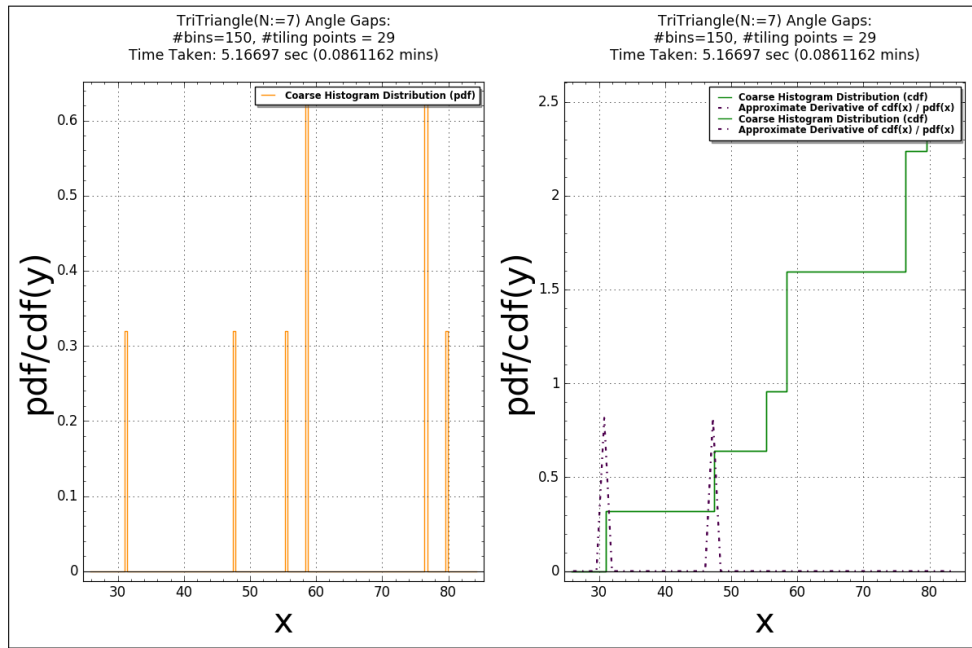 TriTriangle(N:=7) Angle Gaps:
#bins=150, #tiling points = 29
Time Taken: 5.16697 sec (0.0861162 mins)
Coarse Histogram Distribution (pdf)
0.6
0.5
0.4
0.3
0.2
0.1
0
pdf/cdf(y)
30 40 50 60 70 80
x
TriTriangle(N:=7) Angle Gaps:
#bins=150, #tiling points = 29
Time Taken: 5.16697 sec (0.0861162 mins)
Coarse Histogram Distribution (cdf)
Approximate Derivative of cdf(x) / pdf(x)
Coarse Histogram Distribution (cdf)
Approximate Derivative of cdf(x) / pdf(x)
2.5
2
1.5
1
0.5
0
pdf/cdf(y)
30 40 50 60 70 80
x